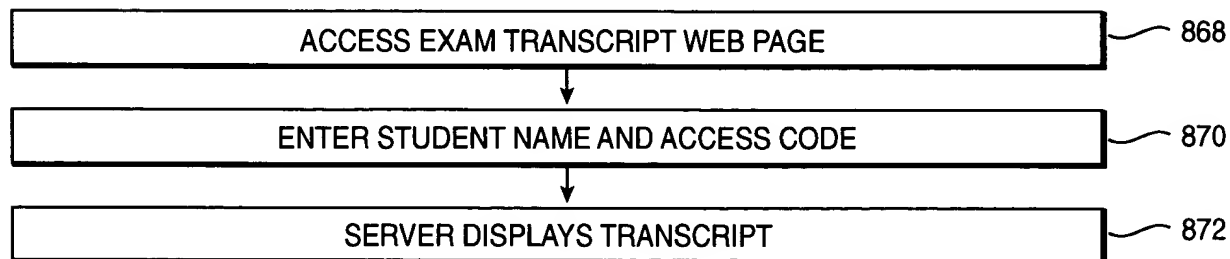 ACCESS EXAM TRANSCRIPT WEB PAGE 868
ENTER STUDENT NAME AND ACCESS CODE 870
SERVER DISPLAYS TRANSCRIPT 872